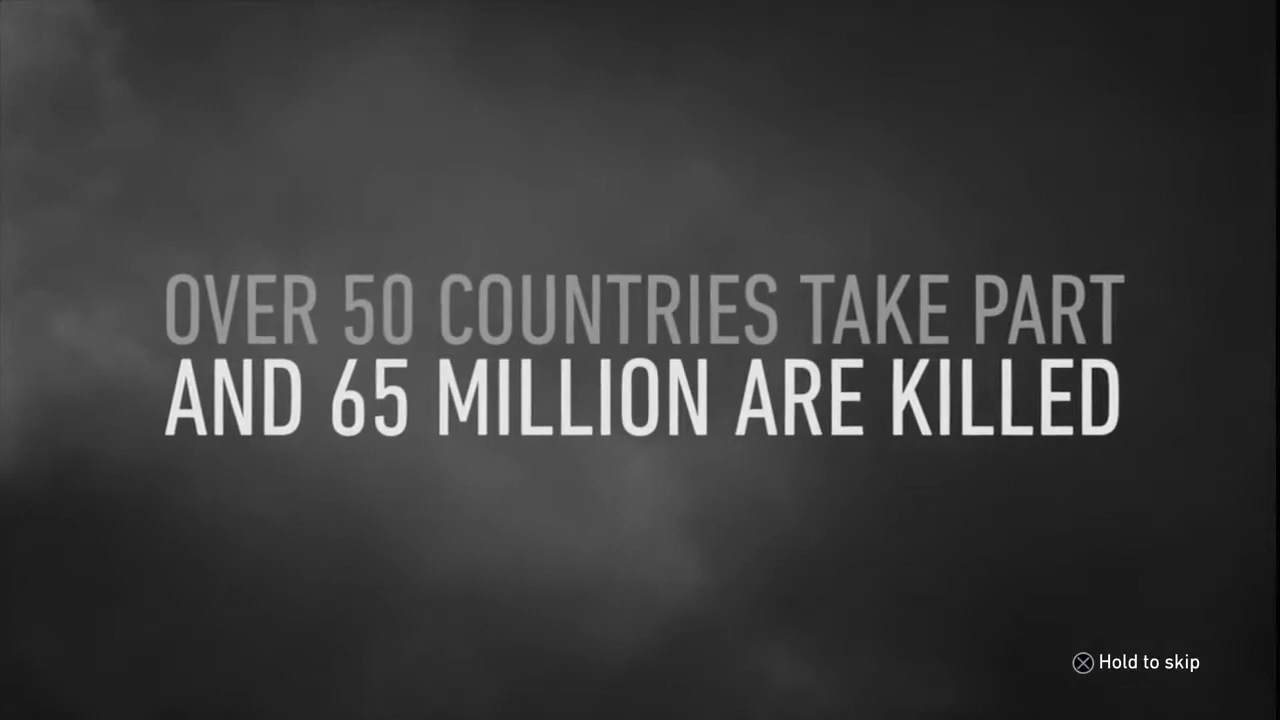 OVER 50 COUNTRIES TAKE PART
AND 65 MILLION ARE KILLED
Hold to skip